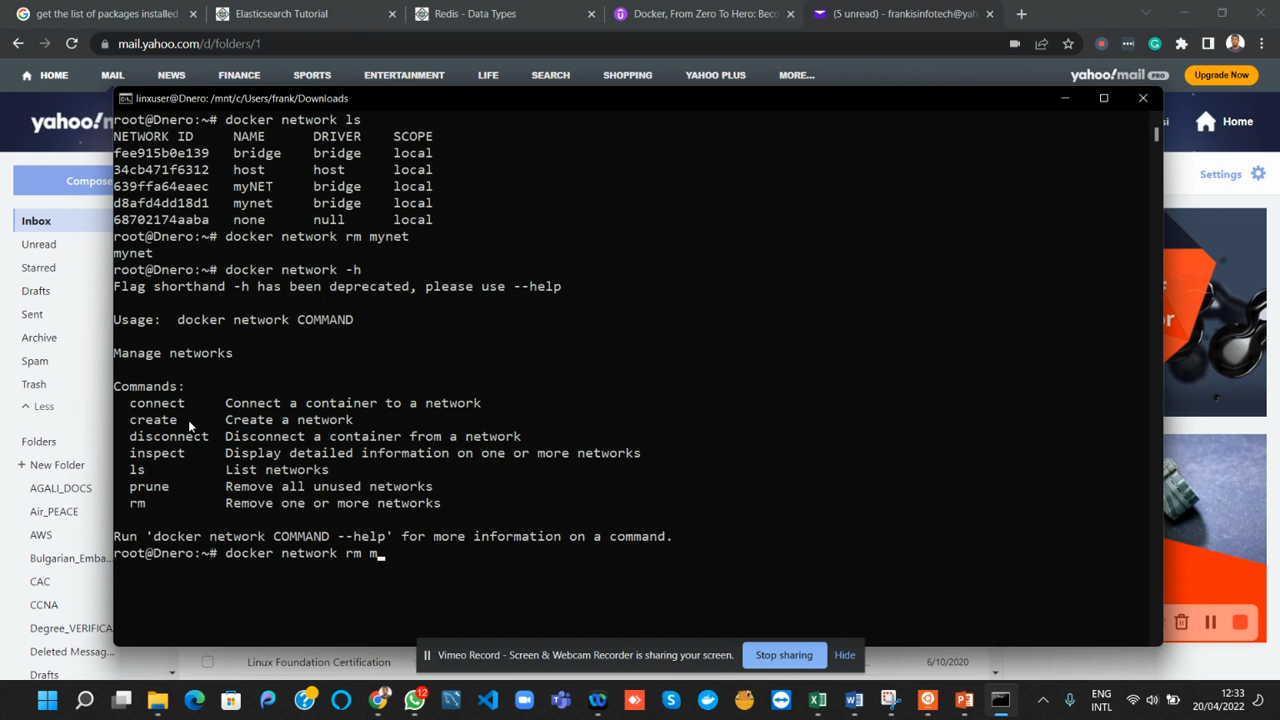 get the list of packages installed
Elasticsearch Tutorial
Redis - Data Types
Docker, From Zero To Hero: Bec
(5 unread) - frankisinfotech@yah
mail.yahoo.com/d/folders/1
HOME MAIL NEWS FINANCE SPORTS ENTERTAINMENT LIFE SEARCH SHOPPING YAHOO PLUS MORE... yahoo!mail PRO Upgrade Now
yahoo!
Home
Settings
Compose
Inbox
Unread
Starred
Drafts
Sent
Archive
Spam
Trash
Less
Folders
+ New Folder
AGALI_DOCS
Air_PEACE
AWS
Bulgarian_Emba...
CAC
CCNA
Degree_VERIFICA
Deleted Messag...
Karat
linxuser@Dnero: /mnt/c/Users/frank/Downloads
root@Dnero:~# docker network ls
NETWORK ID NAME DRIVER SCOPE
fee915b0e139 bridge bridge local
34cb471f6312 host host local
639ffa64eaec myNET bridge local
d8afd4dd18d1 mynet bridge local
68702174aaba none null local
root@Dnero:~# docker network rm mynet
mynet
root@Dnero:~# docker network -h
Flag shorthand -h has been deprecated, please use --help
Usage: docker network COMMAND
Manage networks
Commands:
connect Connect a container to a network
create Create a network
disconnect Disconnect a container from a network
inspect Display detailed information on one or more networks
ls List networks
prune Remove all unused networks
rm Remove one or more networks
Run 'docker network COMMAND --help' for more information on a command.
root@Dnero:~# docker network rm m
Vimeo Record - Screen & Webcam Recorder is sharing your screen. Stop sharing Hide
Linux Foundation Certification 6/10/2020
12
ENG
INTL
12:33
20/04/2022